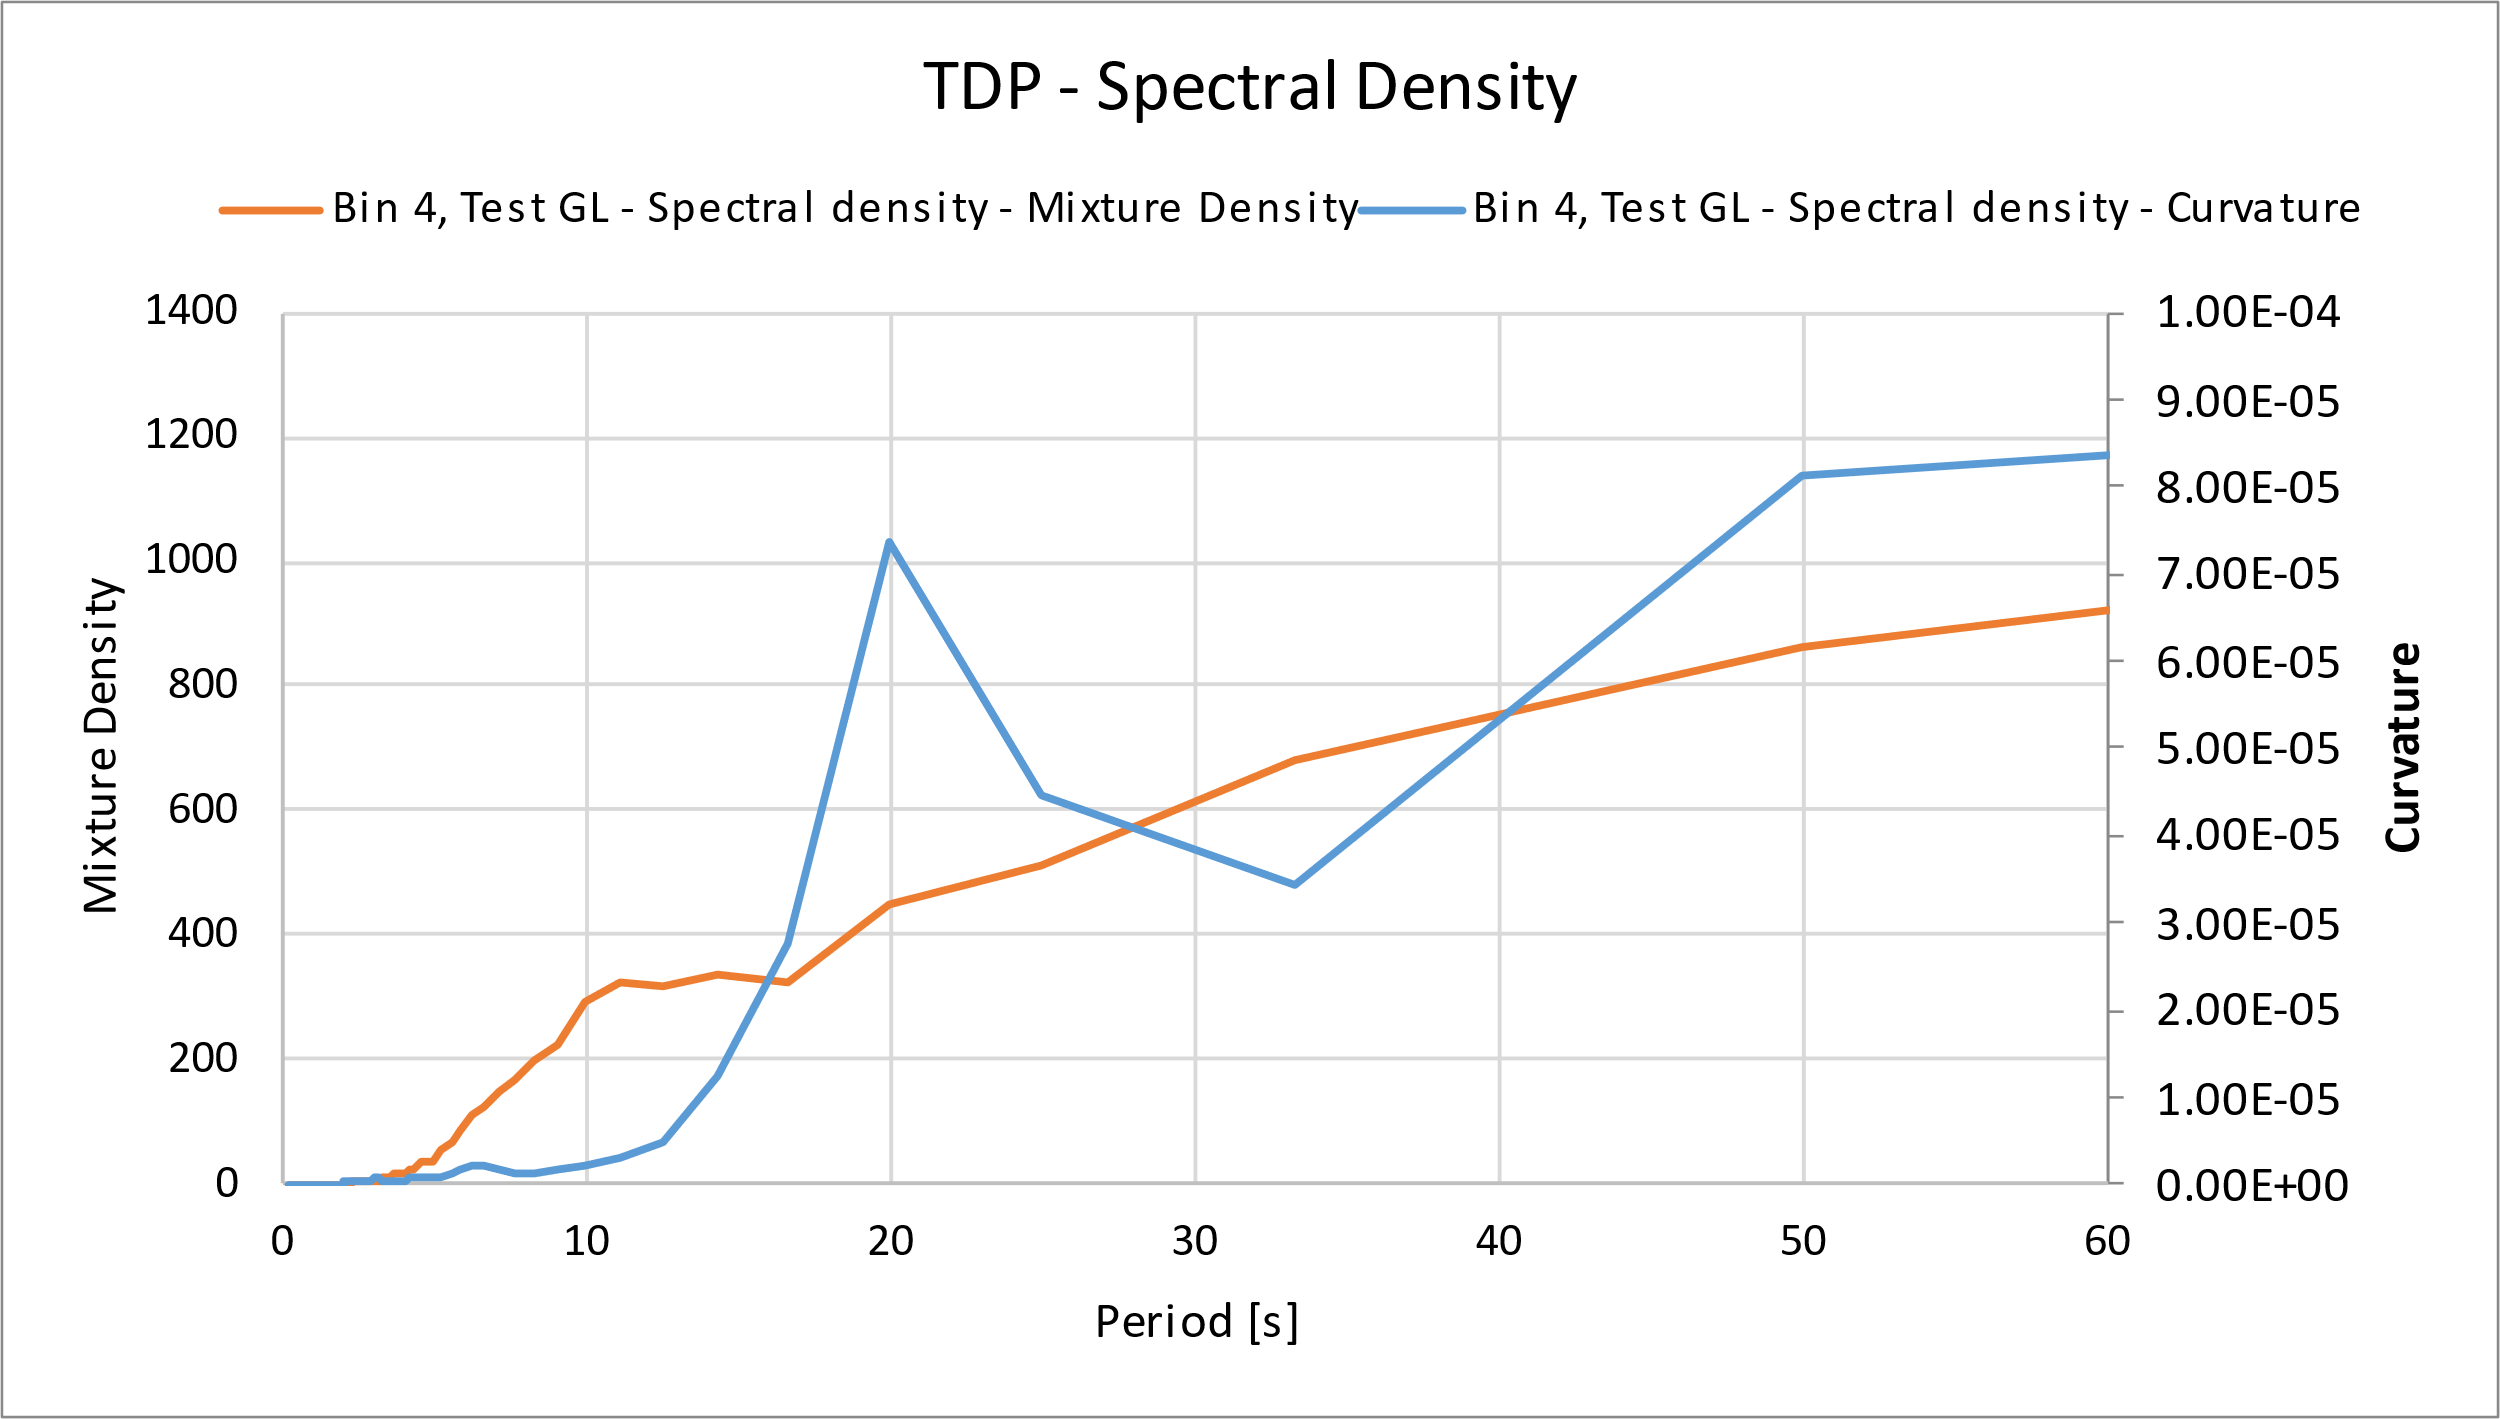 TDP - Spectral Density
Bin 4, Test GL - Spectral density - Mixture Density
Bin 4, Test GL - Spectral density - Curvature
1400
1200
1000
800
600
400
200
0
Mixture Density
1.00E-04
9.00E-05
8.00E-05
7.00E-05
6.00E-05
5.00E-05
4.00E-05
3.00E-05
2.00E-05
1.00E-05
0.00E+00
Curvature
0 10 20 30 40 50 60
Period [s]